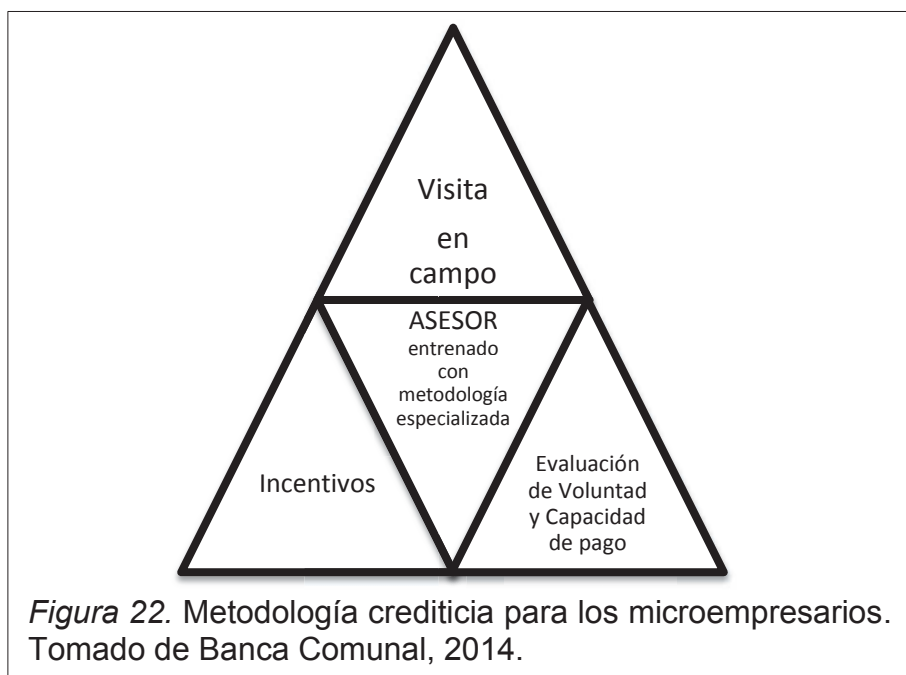 Visita
en
campo
ASESOR
entrenado
con
metodología
especializada
Incentivos
Evaluación
de Voluntad
y Capacidad
de pago
Figura 22. Metodología crediticia para los microempresarios.
Tomado de Banca Comunal, 2014.